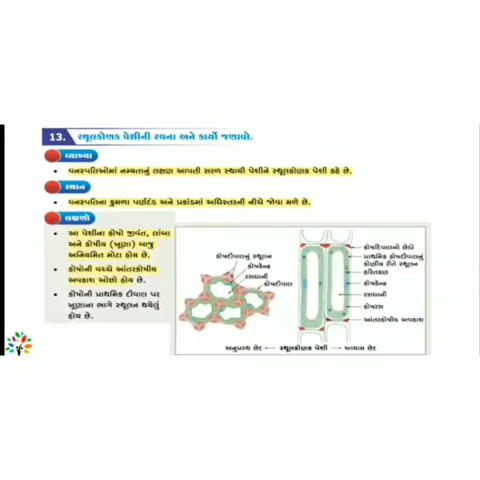 13. સ્થૂલકોણક પેશીની રચના અને કાર્યો જણાવો.
વ્યાખ્યા
• વનસ્પતિઓમાં નમ્યતાનું લક્ષણ આપતી સરળ સ્થાયી પેશીને સ્થૂલકોણક પેશી કહે છે.
સ્થાન
• વનસ્પતિના કુમળા પર્ણદંડ અને પ્રકાંડમાં અધિસ્તરની નીચે જોવા મળે છે.
લક્ષણો
• આ પેશીના કોષો જીવંત, લાંબા
અને કોષીય (ખૂણા) બાજુ
અનિયમિત મોટા હોય છે.
• કોષોની વચ્ચે આંતરકોષીય
અવકાશ ઓછો હોય છે.
• કોષોની પ્રાથમિક દીવાલ પર
ખૂણાના ભાગે સ્થૂલન થયેલું
હોય છે.
કોષદીવાલનું સ્થૂલન
કોષકેન્દ્ર
રસધાની
કોષદીવાલ
કોષદિવાલનો છેડો
પ્રાથમિક કોષદીવાલનું
કોણીય રીતે સ્થૂલન
હરિતકણ
કોષકેન્દ્ર
રસધાની
કોષરસ
આંતરકોષીય અવકાશ
અનુપ્રસ્થ છેદ ← સ્થૂલકોણક પેશી → આયામ છેદ